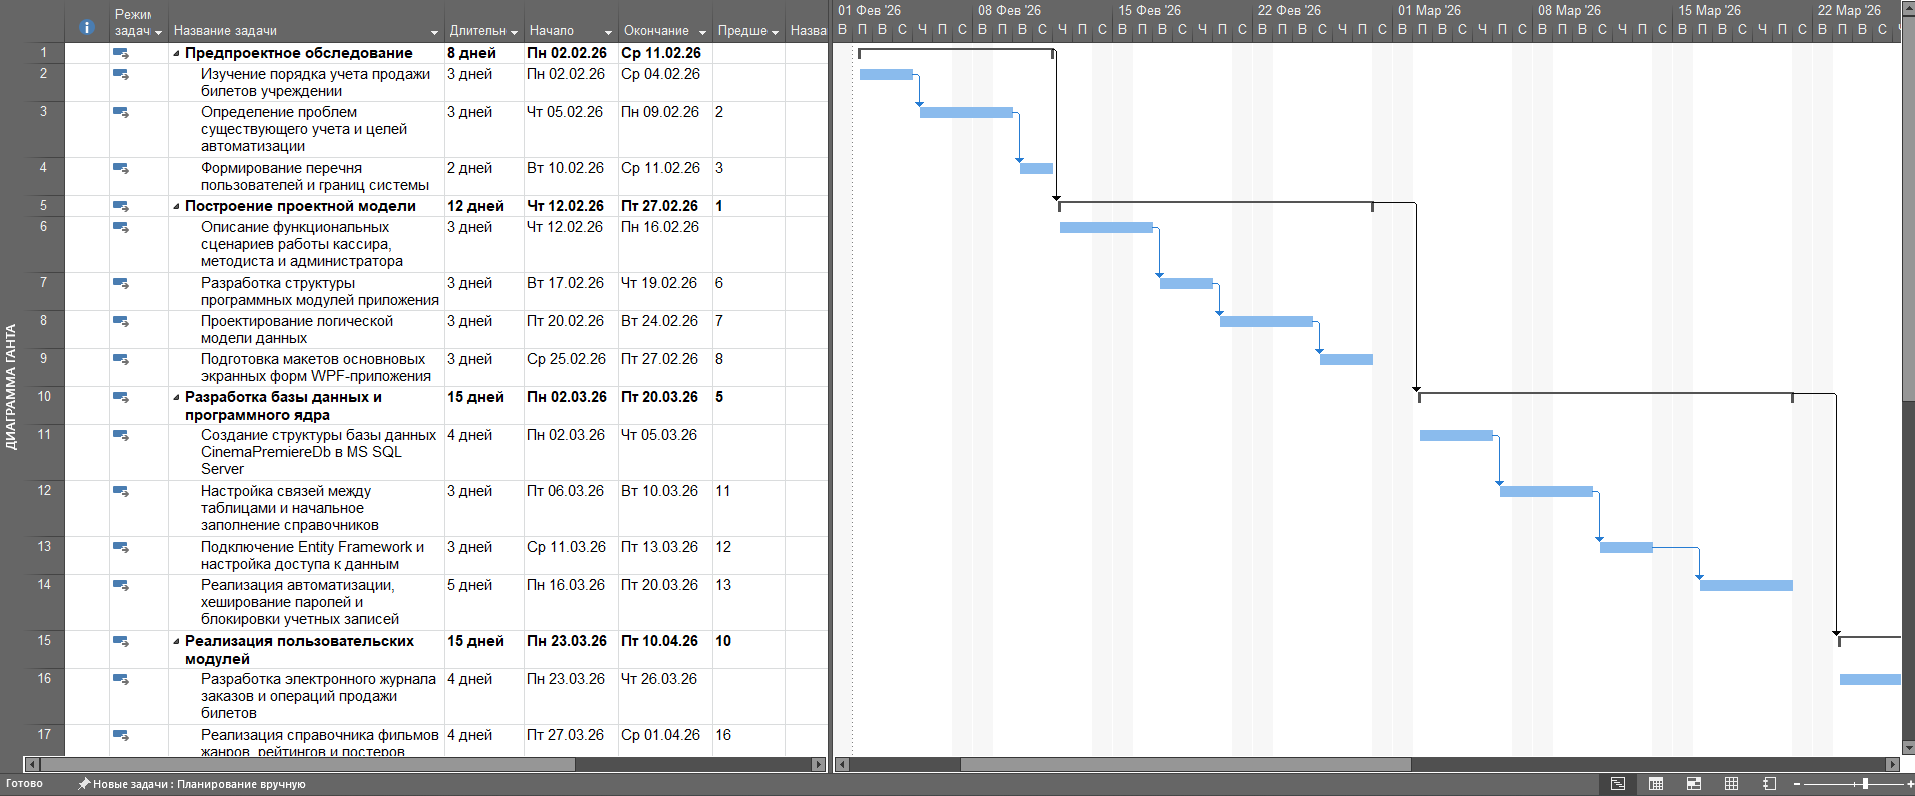 Режим задач
Название задачи
Длительн
Начало
Окончание
Предше
Назва
01 Фев '26
08 Фев '26
15 Фев '26
22 Фев '26
01 Мар '26
08 Мар '26
15 Мар '26
22 Мар '26
В П В С Ч П С В П В С Ч П С В П В С Ч П С В П В С Ч П С В П В С Ч П С В П В С Ч П С В П В С Ч П С В П В С
1 Предпроектное обследование 8 дней Пн 02.02.26 Ср 11.02.26
2 Изучение порядка учета продажи 3 дней Пн 02.02.26 Ср 04.02.26
билетов учреждении
3 Определение проблем 3 дней Чт 05.02.26 Пн 09.02.26 2
существующего учета и целей
автоматизации
4 Формирование перечня 2 дней Вт 10.02.26 Ср 11.02.26 3
пользователей и границ системы
5 Построение проектной модели 12 дней Чт 12.02.26 Пт 27.02.26 1
6 Описание функциональных 3 дней Чт 12.02.26 Пн 16.02.26
сценариев работы кассира,
методиста и администратора
7 Разработка структуры 3 дней Вт 17.02.26 Чт 19.02.26 6
программных модулей приложения
8 Проектирование логической 3 дней Пт 20.02.26 Вт 24.02.26 7
модели данных
9 Подготовка макетов основновых 3 дней Ср 25.02.26 Пт 27.02.26 8
экранных форм WPF-приложения
10 Разработка базы данных и 15 дней Пн 02.03.26 Пт 20.03.26 5
программного ядра
11 Создание структуры базы данных 4 дней Пн 02.03.26 Чт 05.03.26
CinemaPremiereDb в MS SQL
Server
12 Настройка связей между 3 дней Пт 06.03.26 Вт 10.03.26 11
таблицами и начальное
заполнение справочников
13 Подключение Entity Framework и 3 дней Ср 11.03.26 Пт 13.03.26 12
настройка доступа к данным
14 Реализация автоматизации, 5 дней Пн 16.03.26 Пт 20.03.26 13
хеширование паролей и
блокировки учетных записей
15 Реализация пользовательских 15 дней Пн 23.03.26 Пт 10.04.26 10
модулей
16 Разработка электронного журнала 4 дней Пн 23.03.26 Чт 26.03.26
заказов и операций продажи
билетов
17 Реализация справочника фильмов 4 дней Пт 27.03.26 Ср 01.04.26 16
жанров, рейтингов и постеров
ДИАГРАММА ГАНТА
Готово
Новые задачи : Планирование вручную